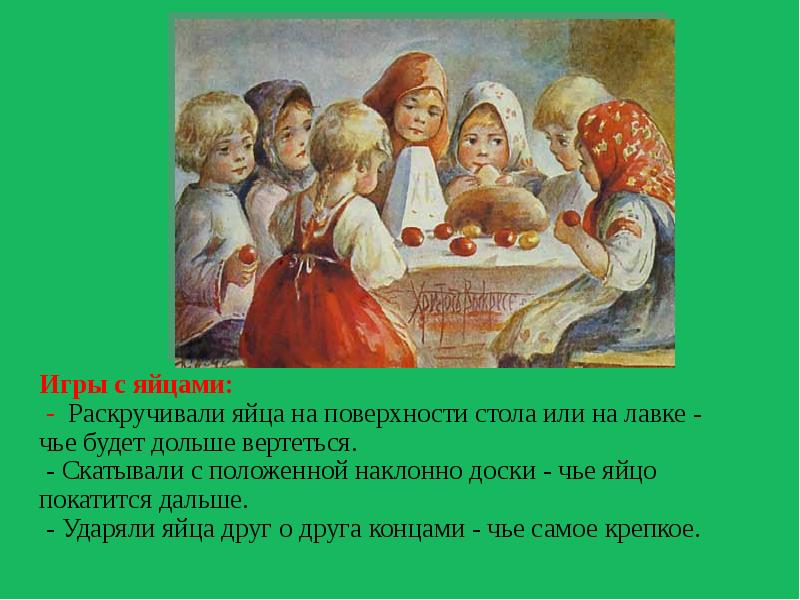 Христосъ Воскресе
Игры с яйцами:
- Раскручивали яйца на поверхности стола или на лавке -
чье будет дольше вертеться.
- Скатывали с положенной наклонно доски - чье яйцо
покатится дальше.
- Ударяли яйца друг о друга концами - чье самое крепкое.